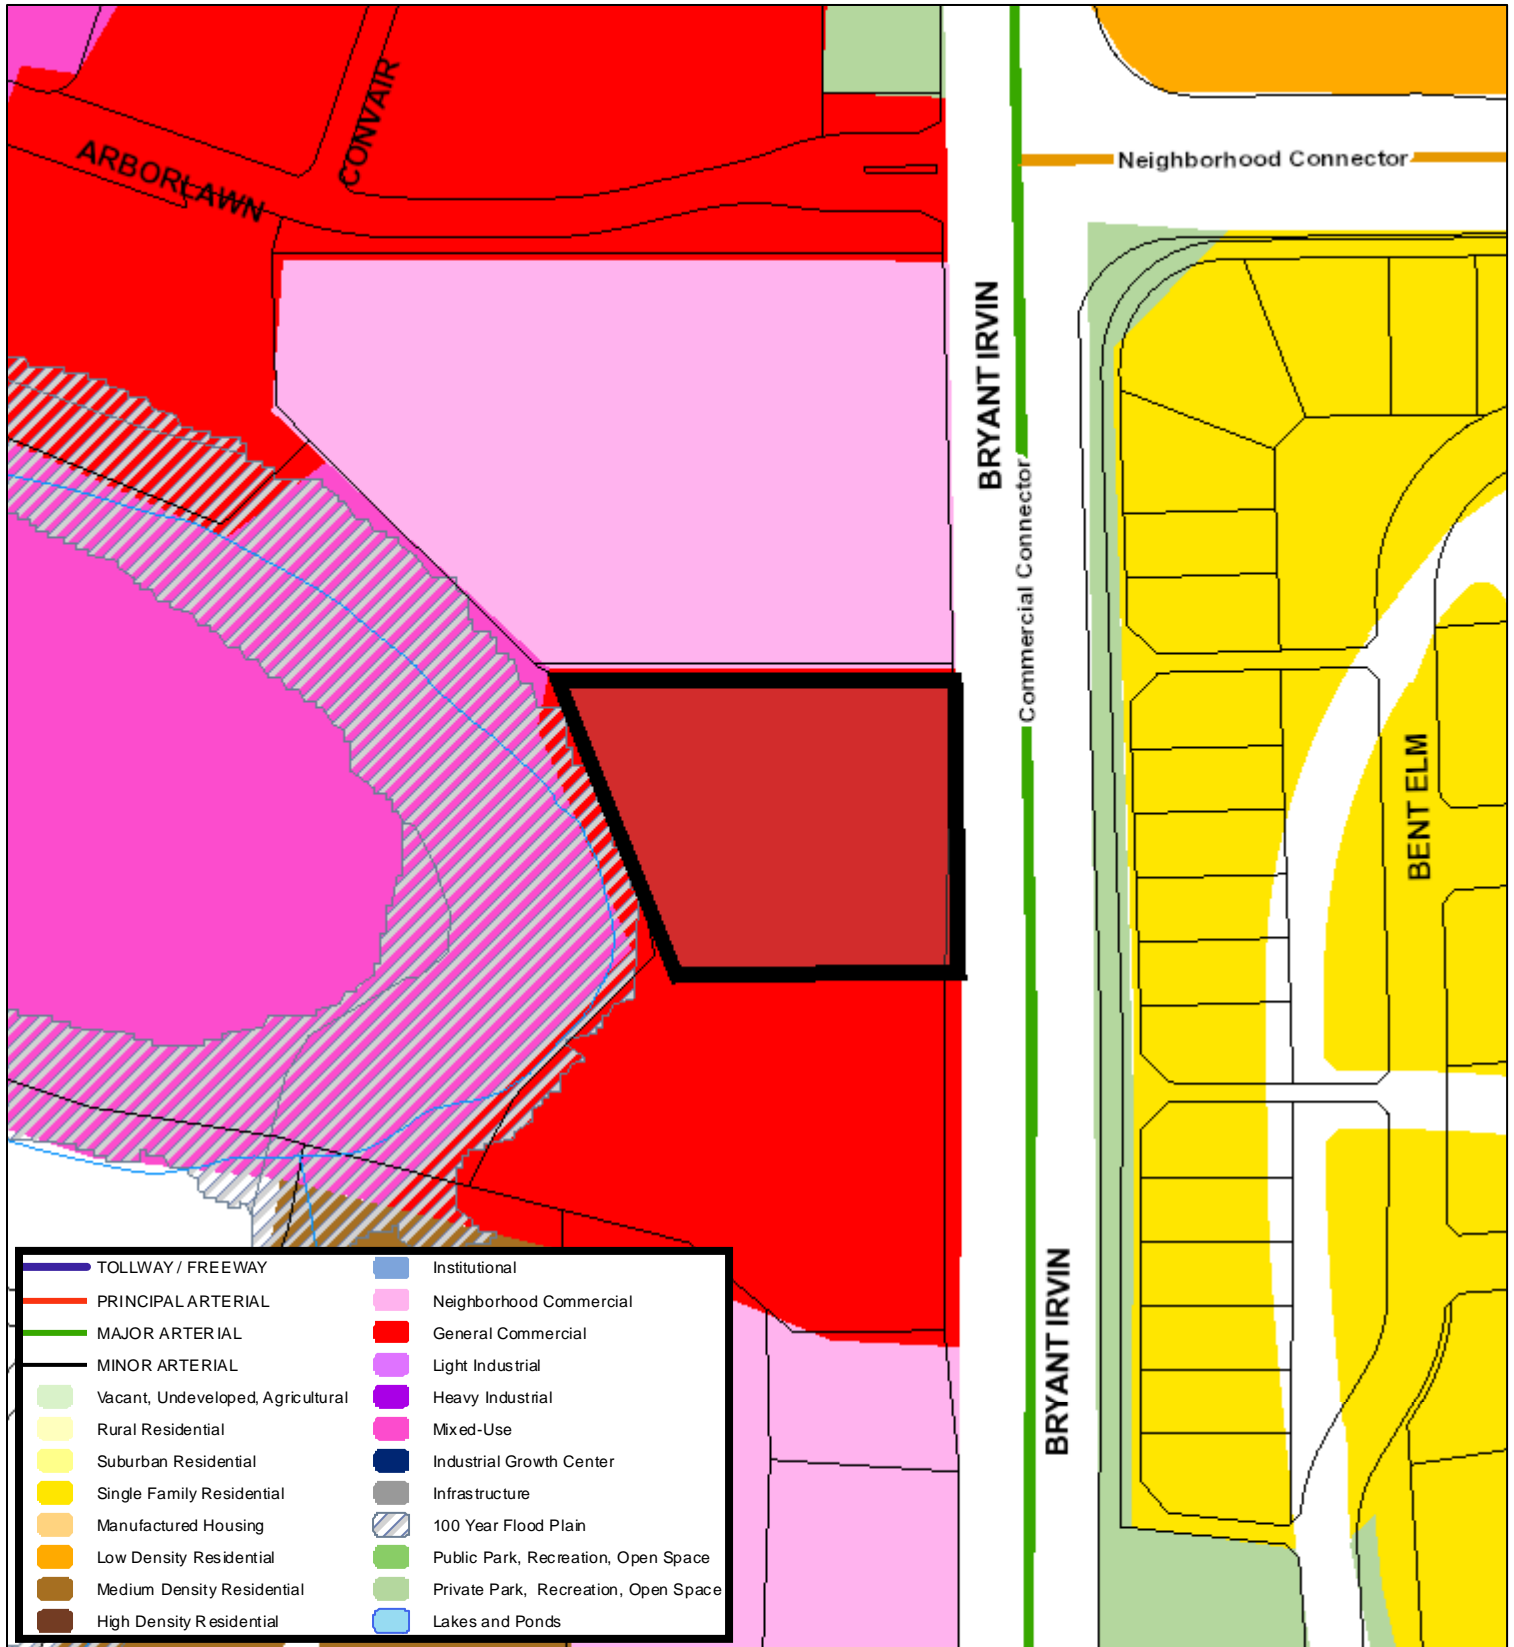 CONVAIR
ARBORLAWN
Neighborhood Connector
BRYANT IRVIN
Commercial Connector
BENT ELM
BRYANT IRVIN
TOLLWAY / FREEWAY
PRINCIPAL ARTERIAL
MAJOR ARTERIAL
MINOR ARTERIAL
Vacant, Undeveloped, Agricultural
Rural Residential
Suburban Residential
Single Family Residential
Manufactured Housing
Low Density Residential
Medium Density Residential
High Density Residential
Institutional
Neighborhood Commercial
General Commercial
Light Industrial
Heavy Industrial
Mixed-Use
Industrial Growth Center
Infrastructure
100 Year Flood Plain
Public Park, Recreation, Open Space
Private Park, Recreation, Open Space
Lakes and Ponds